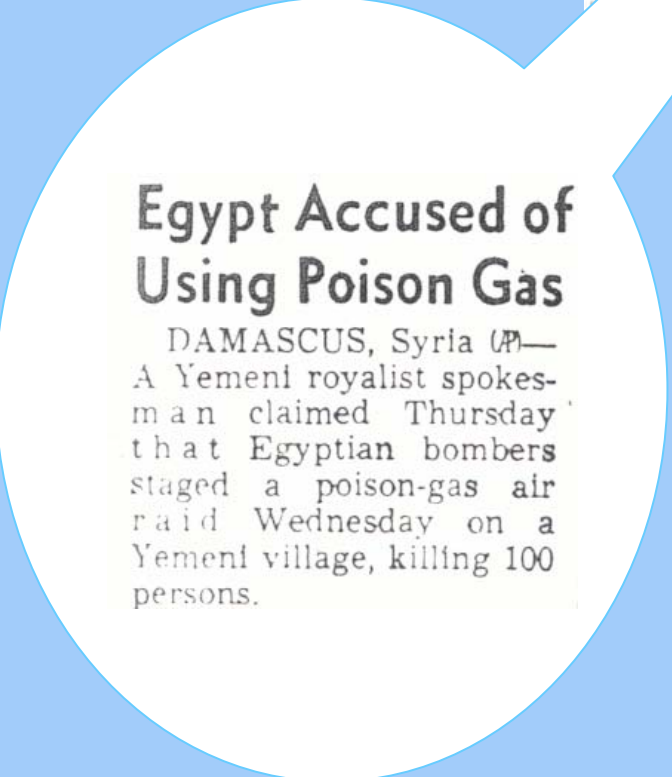 Egypt Accused of
Using Poison Gas
DAMASCUS, Syria (AP)—
A Yemeni royalist spokes-
man claimed Thursday
that Egyptian bombers
staged a poison-gas air
raid Wednesday on a
Yemeni village, killing 100
persons.